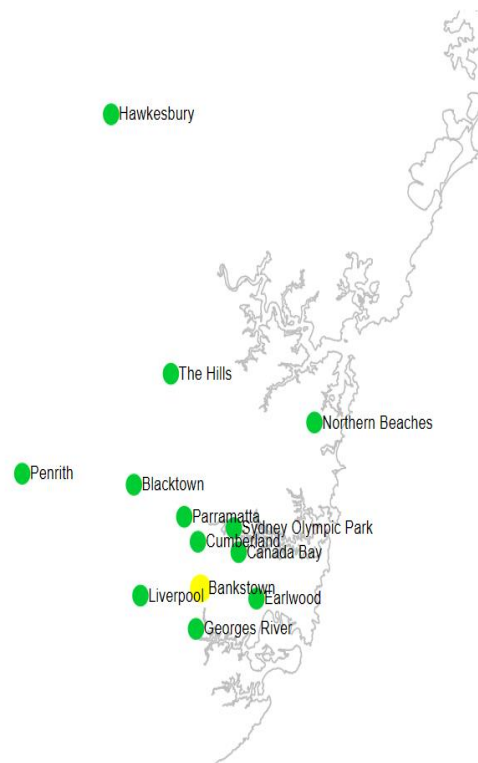 Hawkesbury
The Hills
Northern Beaches
Penrith
Blacktown
Parramatta
Sydney Olympic Park
Cumberland
Canada Bay
Bankstown
Liverpool
Earlwood
Georges River